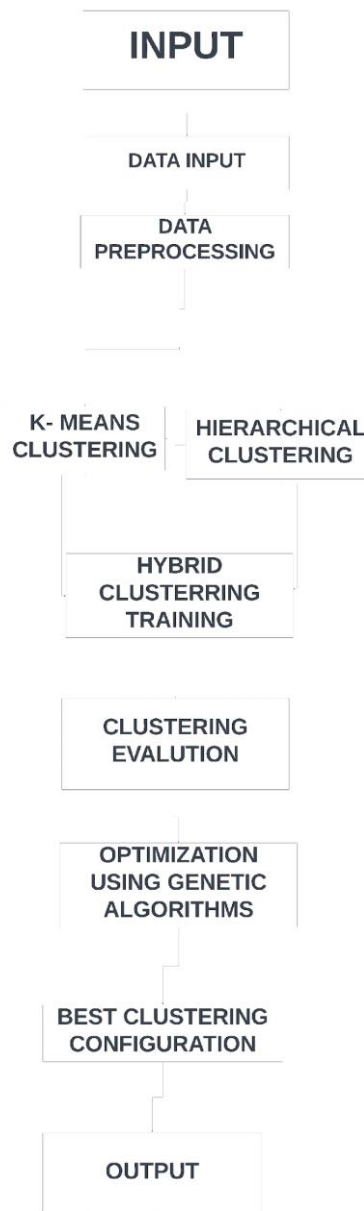 INPUT
DATA INPUT
DATA
PREPROCESSING
K- MEANS
CLUSTERING
HIERARCHICAL
CLUSTERING
HYBRID
CLUSTERRING
TRAINING
CLUSTERING
EVALUTION
OPTIMIZATION
USING GENETIC
ALGORITHMS
BEST CLUSTERING
CONFIGURATION
OUTPUT